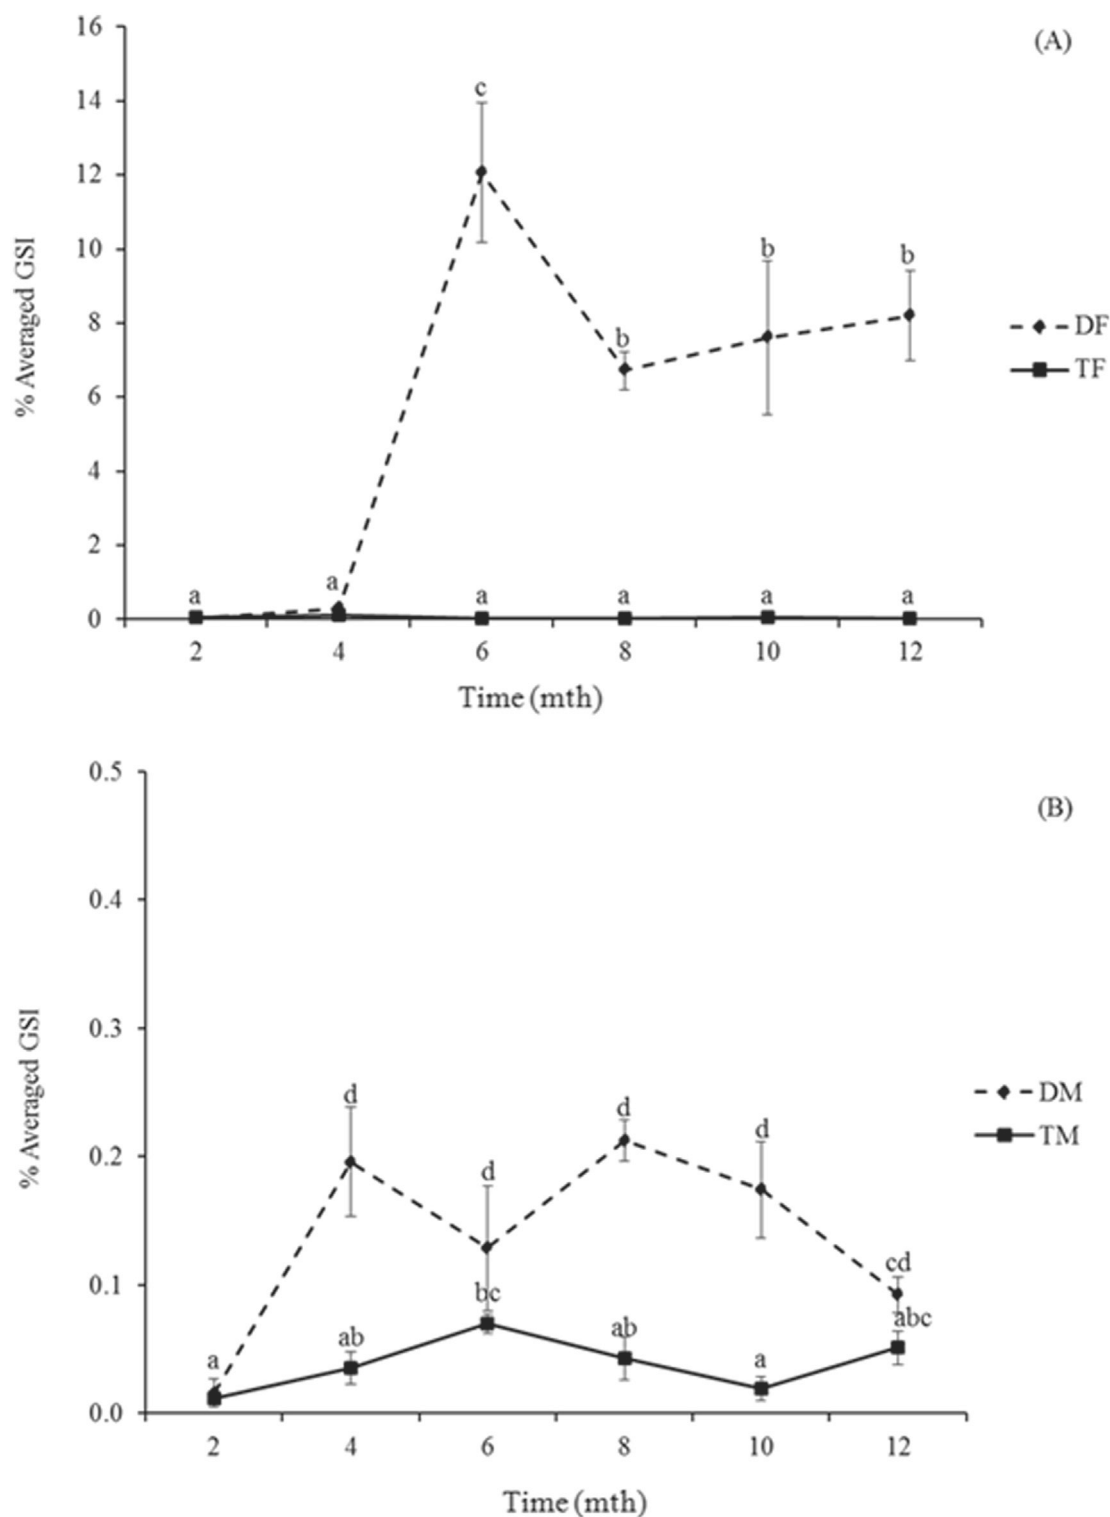 16
(A)
14
c
12
10
b
b
% Averaged GSI
8
b
DF
TF
6
4
2
a
a
a
a
a
a
0
2 4 6 8 10 12
Time (mth)
0.5
(B)
0.4
% Averaged GSI
0.3
d
d
d
DM
TM
0.2
d
cd
0.1
bc
abc
ab
ab
a
a
0.0
2 4 6 8 10 12
Time (mth)